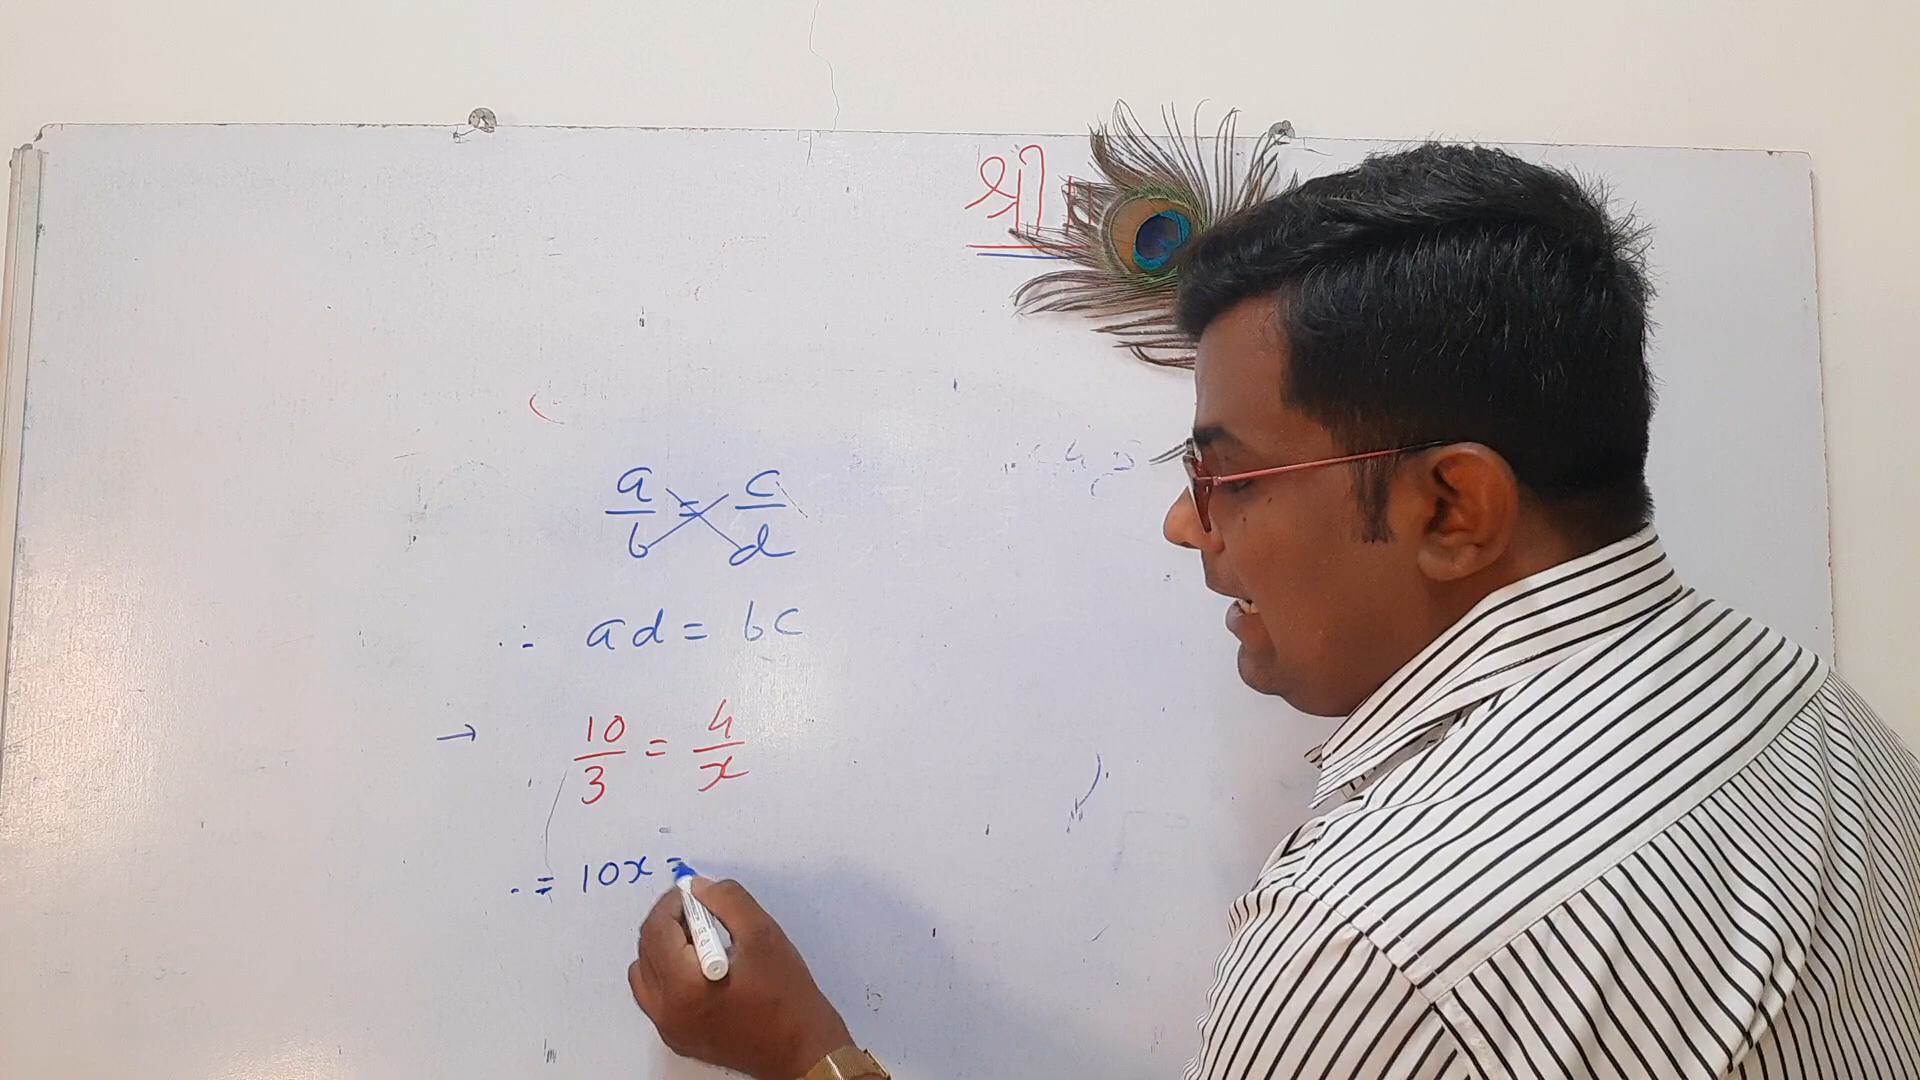 श्री
a/b = c/d
∴ ad = bc
→ 10/3 = 4/x
∴ 10x =